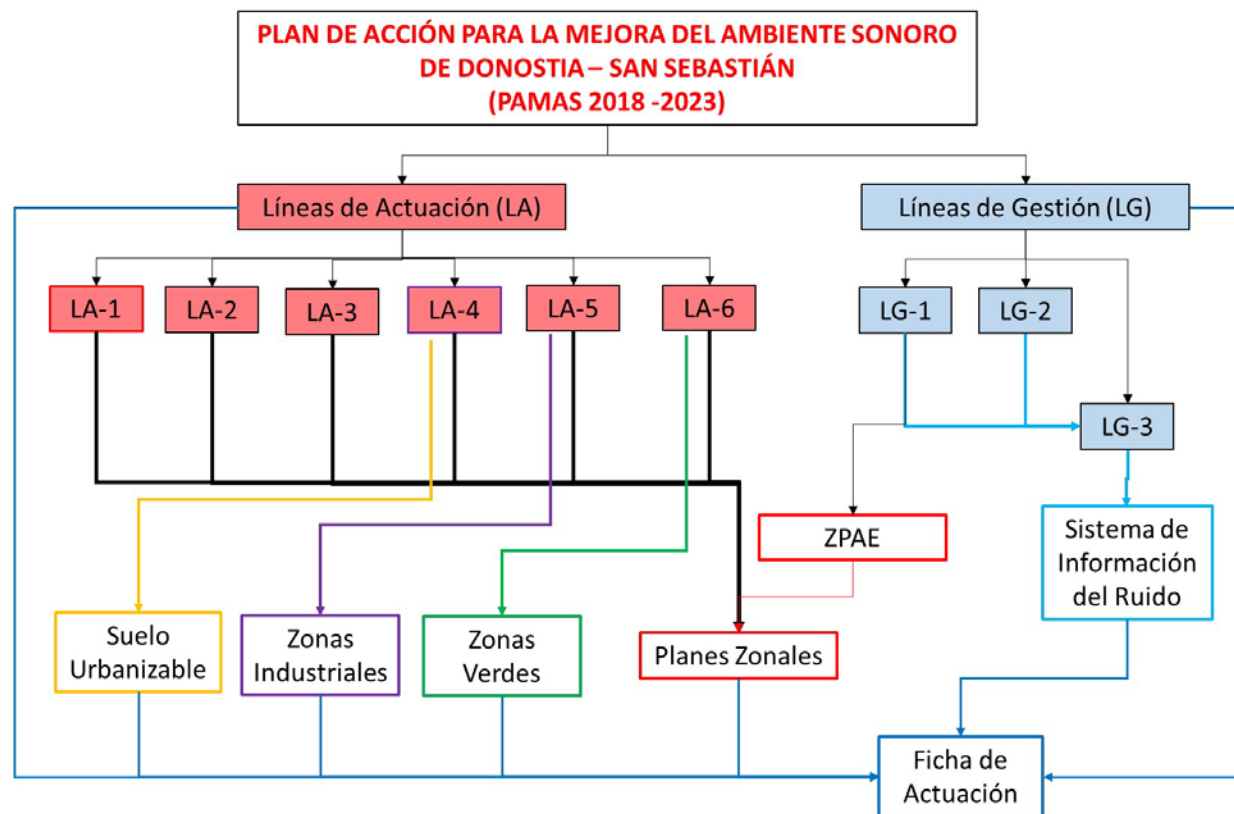 PLAN DE ACCIÓN PARA LA MEJORA DEL AMBIENTE SONORO
DE DONOSTIA – SAN SEBASTIÁN
(PAMAS 2018 -2023)
Líneas de Actuación (LA)
Líneas de Gestión (LG)
LA-1
LA-2
LA-3
LA-4
LA-5
LA-6
LG-1
LG-2
LG-3
ZPAE
Sistema de
Información
del Ruido
Suelo
Urbanizable
Zonas
Industriales
Zonas
Verdes
Planes Zonales
Ficha de
Actuación